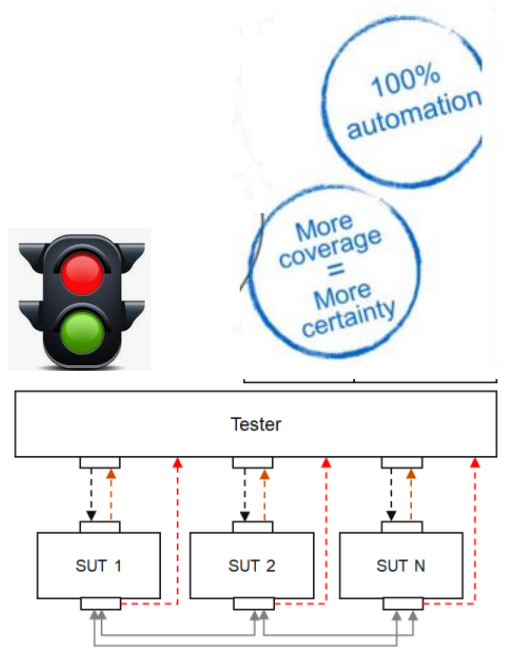 100%
automation
More
coverage
=
More
certainty
Tester
SUT 1
SUT 2
SUT N